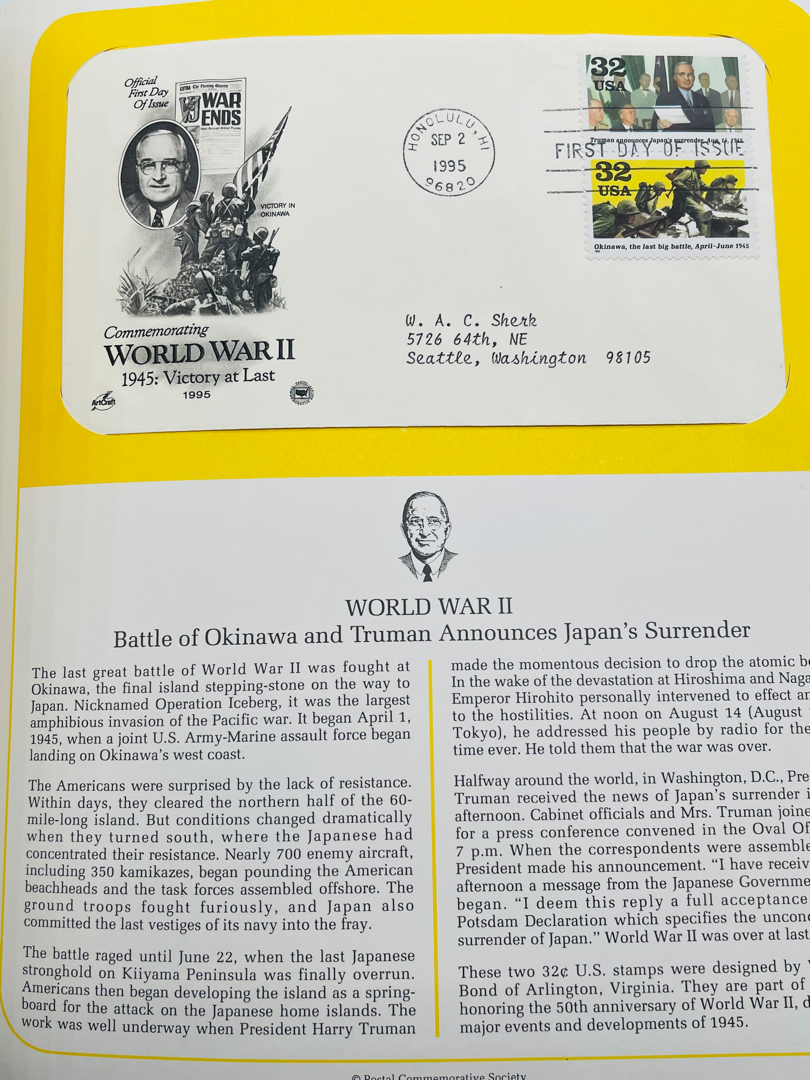 Official
First Day
Of Issue
EXTRA
WAR
ENDS
VICTORY IN
OKINAWA
Commemorating
WORLD WAR II
1945: Victory at Last
1995
ArtCraft
HONOLULU, HI
SEP 2
1995
96820
32
USA
Truman announces Japan's surrender, Aug. 14, 1945
FIRST DAY OF ISSUE
32
USA
Okinawa, the last big battle, April–June 1945
W. A. C. Sherk
5726 64th, NE
Seattle, Washington 98105
WORLD WAR II
Battle of Okinawa and Truman Announces Japan's Surrender
The last great battle of World War II was fought at
Okinawa, the final island stepping-stone on the way to
Japan. Nicknamed Operation Iceberg, it was the largest
amphibious invasion of the Pacific war. It began April 1,
1945, when a joint U.S. Army-Marine assault force began
landing on Okinawa's west coast.
The Americans were surprised by the lack of resistance.
Within days, they cleared the northern half of the 60-
mile-long island. But conditions changed dramatically
when they turned south, where the Japanese had
concentrated their resistance. Nearly 700 enemy aircraft,
including 350 kamikazes, began pounding the American
beachheads and the task forces assembled offshore. The
ground troops fought furiously, and Japan also
committed the last vestiges of its navy into the fray.
The battle raged until June 22, when the last Japanese
stronghold on Kiiyama Peninsula was finally overrun.
Americans then began developing the island as a spring-
board for the attack on the Japanese home islands. The
work was well underway when President Harry Truman
made the momentous decision to drop the atomic
In the wake of the devastation at Hiroshima and
Emperor Hirohito personally intervened to effect
to the hostilities. At noon on August 14 (August
Tokyo), he addressed his people by radio for the
time ever. He told them that the war was over.
Halfway around the world, in Washington, D.C.,
Truman received the news of Japan's surrender
afternoon. Cabinet officials and Mrs. Truman
for a press conference convened in the Oval
7 p.m. When the correspondents were
President made his announcement. "I have
afternoon a message from the Japanese
began. "I deem this reply a full acceptance
Potsdam Declaration which specifies the
surrender of Japan." World War II was over at last
These two 32¢ U.S. stamps were designed by
Bond of Arlington, Virginia. They are part of
honoring the 50th anniversary of World War II,
major events and developments of 1945.
© Postal Commemorative Society